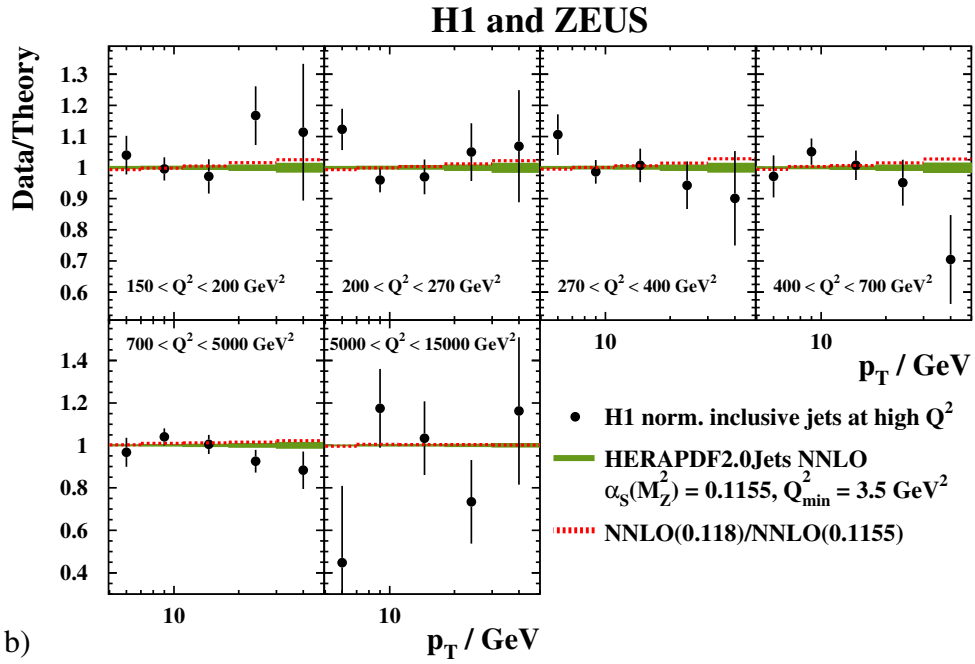 H1 and ZEUS
Data/Theory
1.3
1.2
1.1
1
0.9
0.8
0.7
0.6
150 < Q² < 200 GeV²
200 < Q² < 270 GeV²
270 < Q² < 400 GeV²
400 < Q² < 700 GeV²
700 < Q² < 5000 GeV²
5000 < Q² < 15000 GeV²
1.4
1.2
1
0.8
0.6
0.4
10
10
10
10
p_T / GeV
p_T / GeV
H1 norm. inclusive jets at high Q²
HERAPDF2.0Jets NNLO
α_S(M_Z²) = 0.1155, Q²_min = 3.5 GeV²
NNLO(0.118)/NNLO(0.1155)
b)